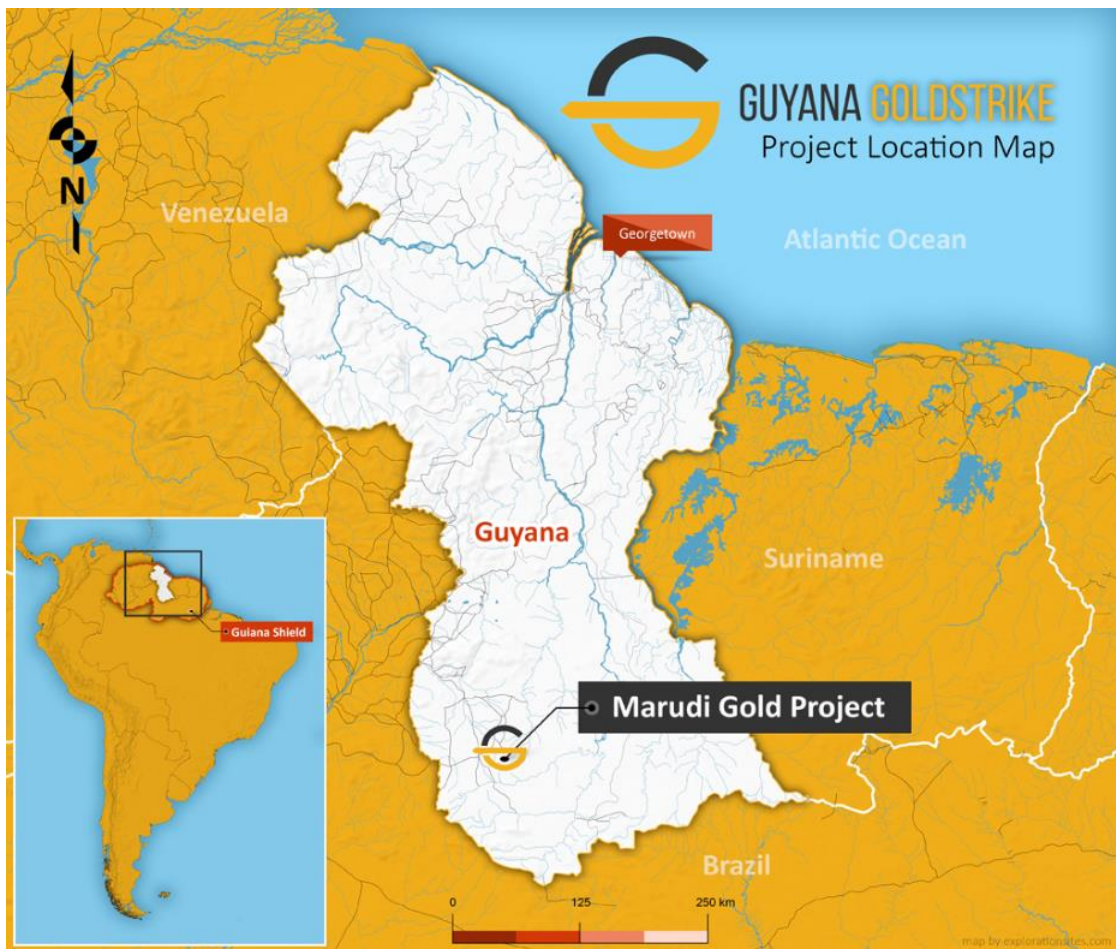 GUYANA GOLDSTRIKE
Project Location Map
N
Venezuela
Georgetown
Atlantic Ocean
Guyana
Suriname
Guiana Shield
Marudi Gold Project
Brazil
0 125 250 km
map by explorationsites.com